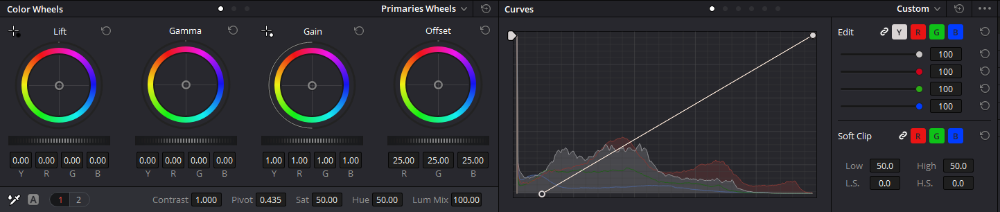 Color Wheels Primaries Wheels Curves Custom
Lift Gamma Gain Offset Edit Y R G B
100
100
100
100
Soft Clip R G B
0.00 0.00 0.00 0.00 0.00 0.00 0.00 0.00 1.00 1.00 1.00 1.00 25.00 25.00 25.00 Low 50.0 High 50.0
Y R G B Y R G B Y R G B R G B
L.S. 0.0 H.S. 0.0
A 1 2 Contrast 1.000 Pivot 0.435 Sat 50.00 Hue 50.00 Lum Mix 100.00